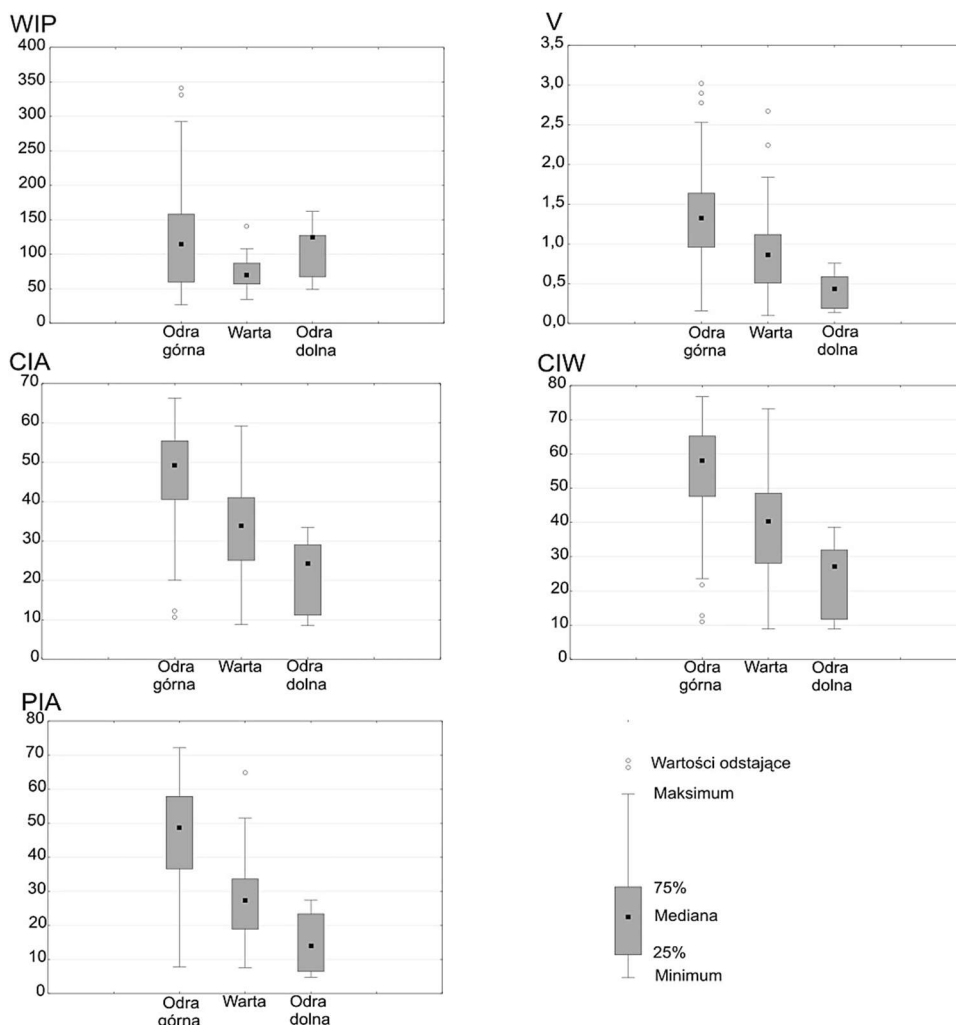 WIP
400
350
300
250
200
150
100
50
0
Odra górna
Warta
Odra dolna
V
3,5
3,0
2,5
2,0
1,5
1,0
0,5
0,0
Odra górna
Warta
Odra dolna
CIA
70
60
50
40
30
20
10
0
Odra górna
Warta
Odra dolna
CIW
80
70
60
50
40
30
20
10
0
Odra górna
Warta
Odra dolna
PIA
80
70
60
50
40
30
20
10
0
Odra górna
Warta
Odra dolna
Wartości odstające
Maksimum
75%
Mediana
25%
Minimum